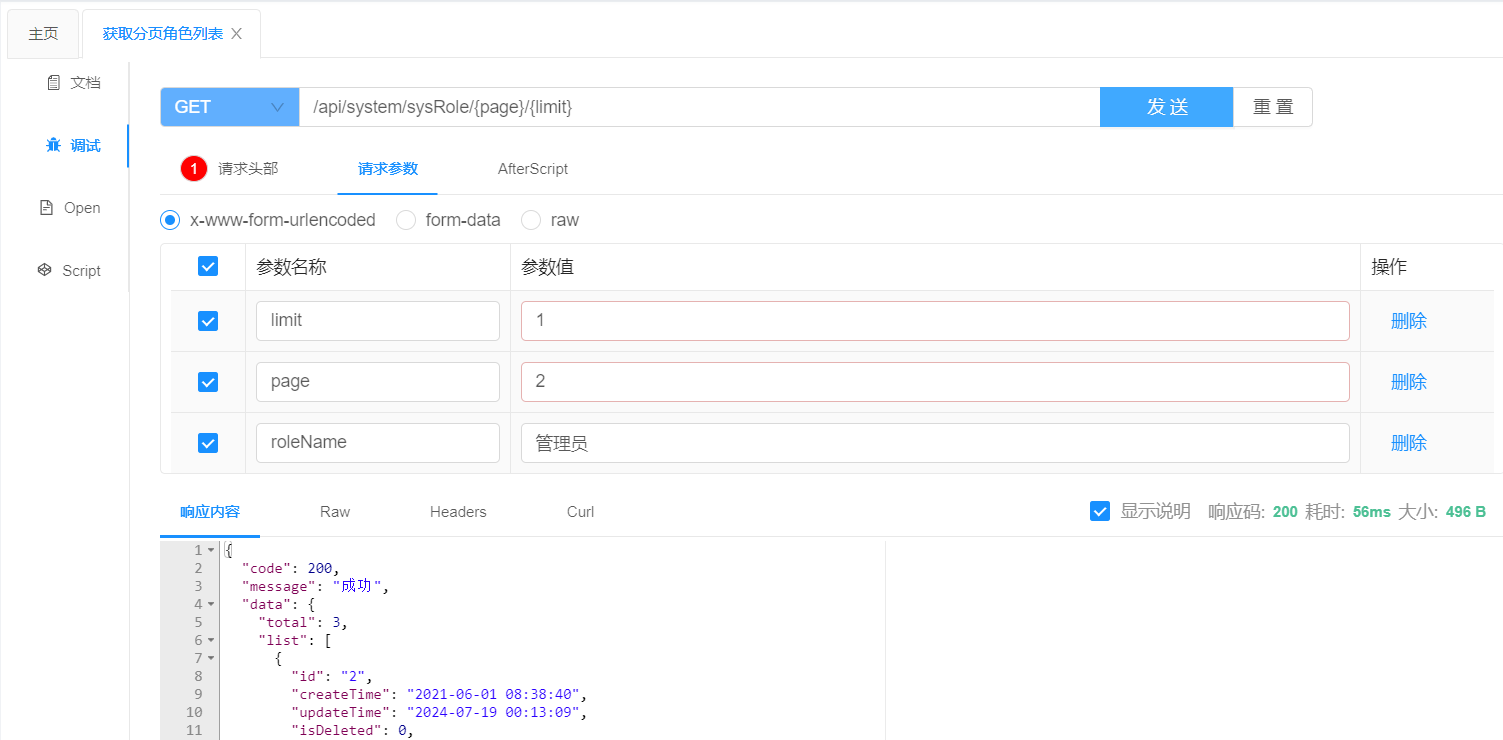 主页
获取分页角色列表
文档
调试
Open
Script
GET /api/system/sysRole/{page}/{limit} 发 送 重 置
1 请求头部 请求参数 AfterScript
x-www-form-urlencoded form-data raw
参数名称 参数值 操作
limit 1 删除
page 2 删除
roleName 管理员 删除
响应内容 Raw Headers Curl 显示说明 响应码: 200 耗时: 56ms 大小: 496 B
1 {
2 "code": 200,
3 "message": "成功",
4 "data": {
5 "total": 3,
6 "list": [
7 {
8 "id": "2",
9 "createTime": "2021-06-01 08:38:40",
10 "updateTime": "2024-07-19 00:13:09",
11 "isDeleted": 0,